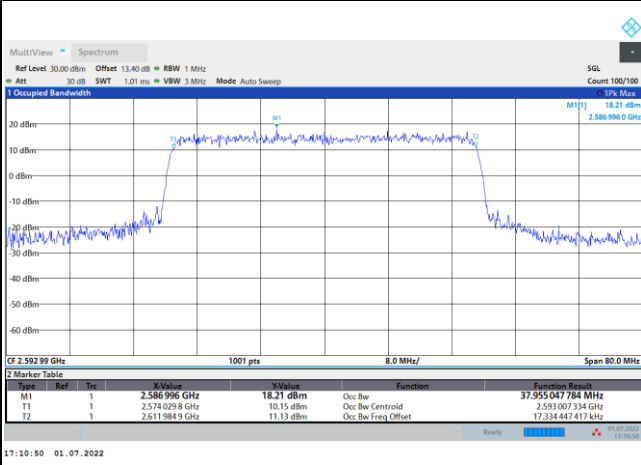 MultiView Spectrum
Ref Level 30.00 dBm Offset 13.40 dB RBW 1 MHz SGL
Att 30 dB SWT 1.01 ms VBW 3 MHz Mode Auto Sweep Count 100/100
1 Occupied Bandwidth 1Pk Max
M1[1] 18.21 dBm
2.586 996 0 GHz
M1
20 dBm
T1 T2
10 dBm
0 dBm
-10 dBm
-20 dBm
-30 dBm
-40 dBm
-50 dBm
-60 dBm
CF 2.592 99 GHz 1001 pts 8.0 MHz/ Span 80.0 MHz
2 Marker Table
Type Ref Trc X-Value Y-Value Function Function Result
M1 1 2.586 996 GHz 18.21 dBm Occ Bw 37.955 047 784 MHz
T1 1 2.574 029 8 GHz 10.15 dBm Occ Bw Centroid 2.593 007 334 GHz
T2 1 2.611 984 9 GHz 11.13 dBm Occ Bw Freq Offset 17.334 447 417 kHz
Ready 01.07.2022
17:10:50
17:10:50 01.07.2022